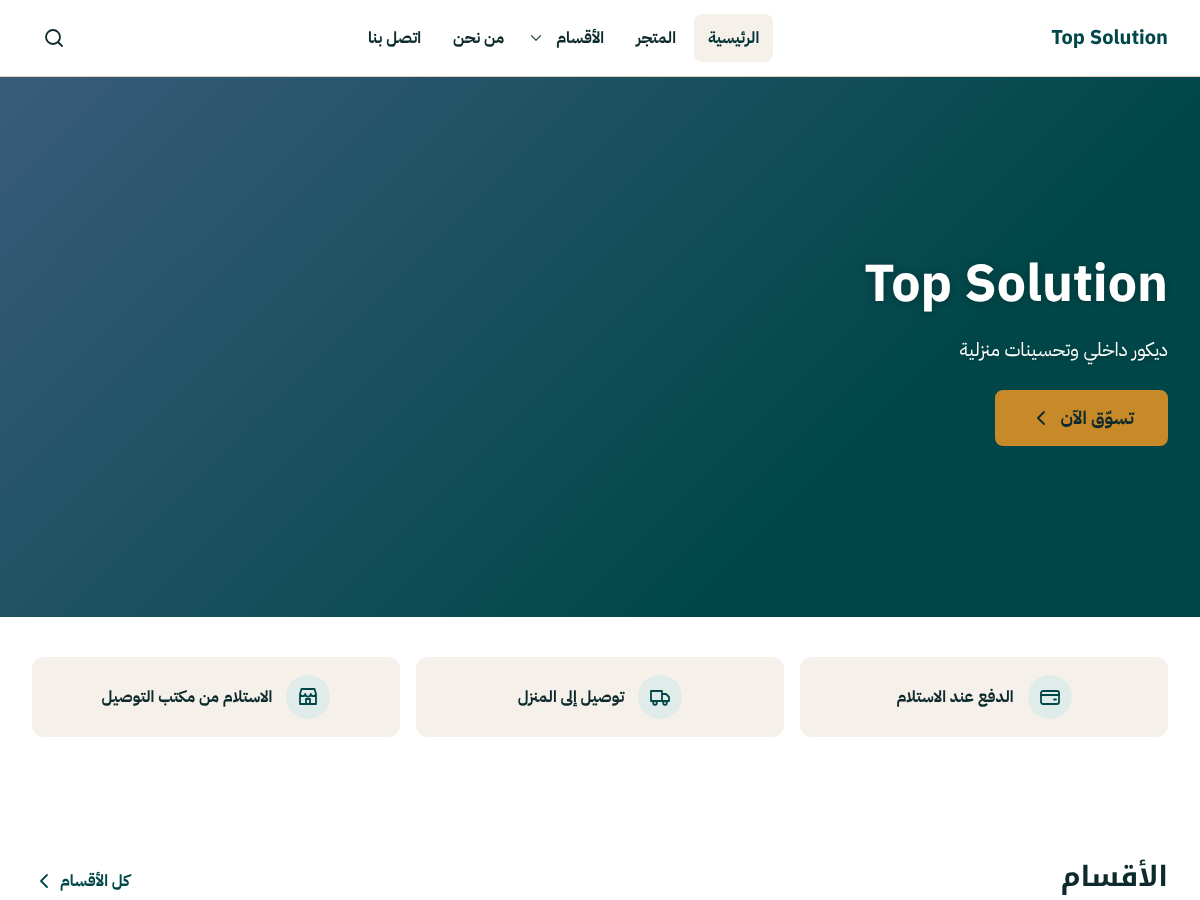 Top Solution
الرئيسية
المتجر
الأقسام
من نحن
اتصل بنا
Top Solution
ديكور داخلي وتحسينات منزلية
تسوّق الآن
الدفع عند الاستلام
توصيل إلى المنزل
الاستلام من مكتب التوصيل
الأقسام
كل الأقسام